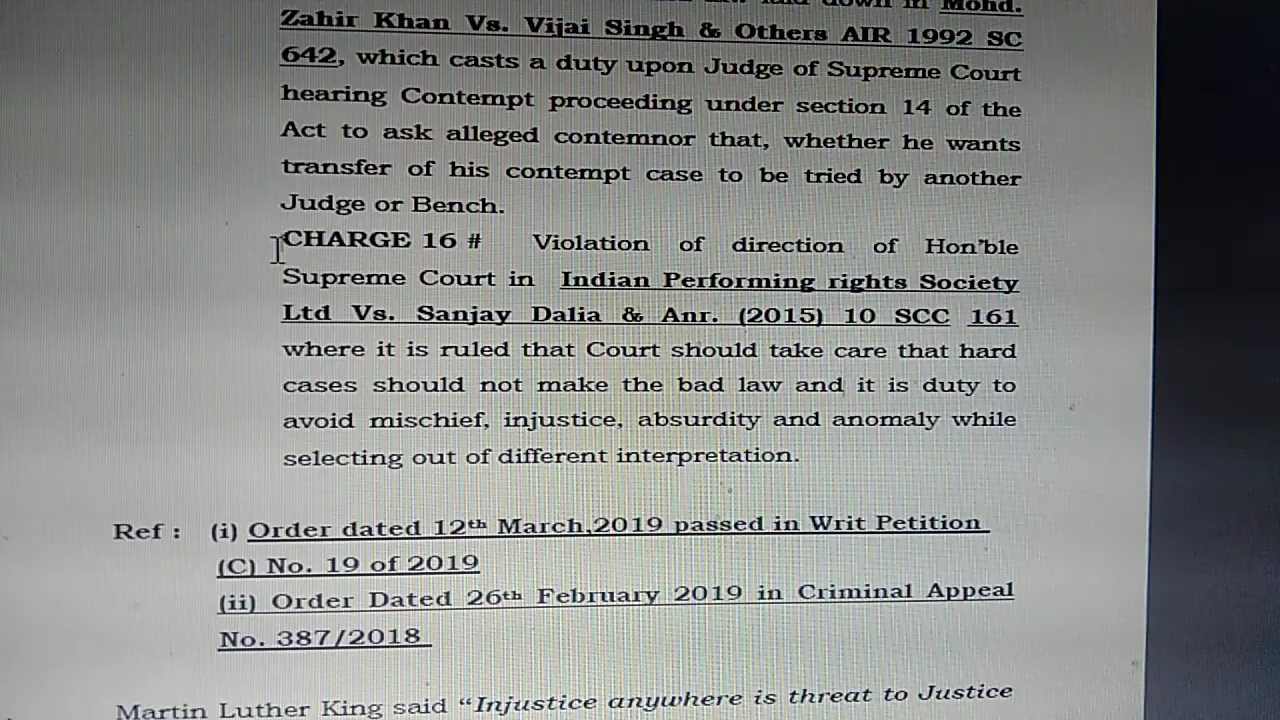 down in Mohd.
Zahir Khan Vs. Vijai Singh & Others AIR 1992 SC
642, which casts a duty upon Judge of Supreme Court
hearing Contempt proceeding under section 14 of the
Act to ask alleged contemnor that, whether he wants
transfer of his contempt case to be tried by another
Judge or Bench.
CHARGE 16 # Violation of direction of Hon'ble
Supreme Court in Indian Performing rights Society
Ltd Vs. Sanjay Dalia & Anr. (2015) 10 SCC 161
where it is ruled that Court should take care that hard
cases should not make the bad law and it is duty to
avoid mischief, injustice, absurdity and anomaly while
selecting out of different interpretation.
Ref : (i) Order dated 12th March,2019 passed in Writ Petition
(C) No. 19 of 2019
(ii) Order Dated 26th February 2019 in Criminal Appeal
No. 387/2018
Martin Luther King said “Injustice anywhere is threat to Justice